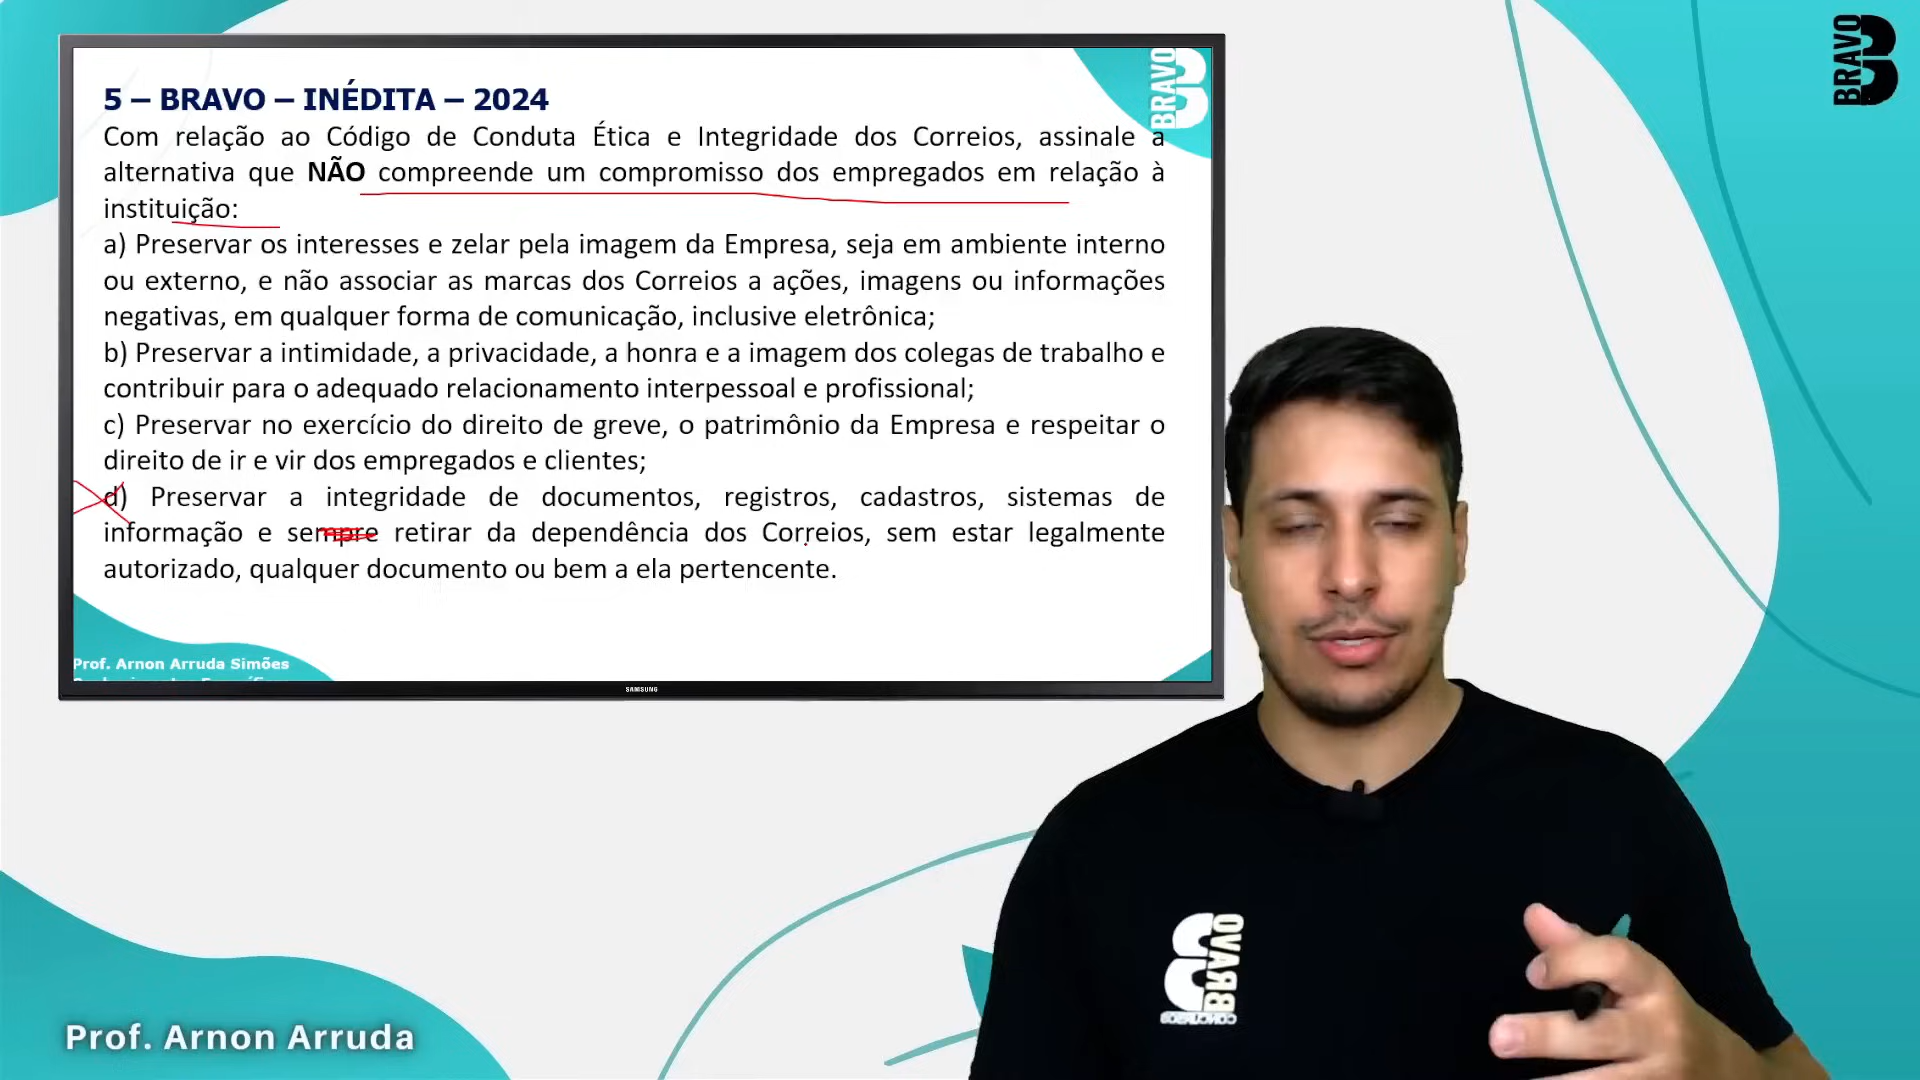 BRAVO
BRAVO
5 – BRAVO – INÉDITA – 2024
Com relação ao Código de Conduta Ética e Integridade dos Correios, assinale a
alternativa que NÃO compreende um compromisso dos empregados em relação à
instituição:
a) Preservar os interesses e zelar pela imagem da Empresa, seja em ambiente interno
ou externo, e não associar as marcas dos Correios a ações, imagens ou informações
negativas, em qualquer forma de comunicação, inclusive eletrônica;
b) Preservar a intimidade, a privacidade, a honra e a imagem dos colegas de trabalho e
contribuir para o adequado relacionamento interpessoal e profissional;
c) Preservar no exercício do direito de greve, o patrimônio da Empresa e respeitar o
direito de ir e vir dos empregados e clientes;
d) Preservar a integridade de documentos, registros, cadastros, sistemas de
informação e sempre retirar da dependência dos Correios, sem estar legalmente
autorizado, qualquer documento ou bem a ela pertencente.
Prof. Arnon Arruda Simões
SAMSUNG
BRAVO
CONCURSOS
Prof. Arnon Arruda